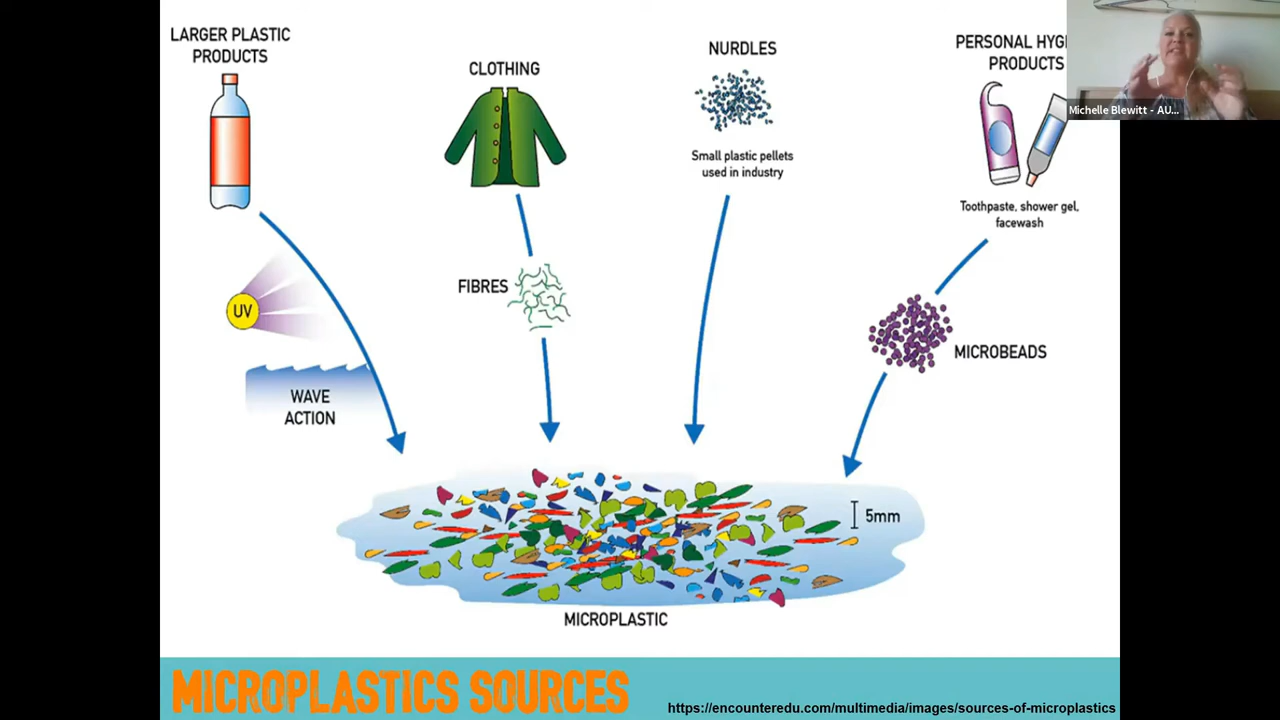 LARGER PLASTIC
PRODUCTS
CLOTHING
NURDLES
Small plastic pellets
used in industry
PERSONAL HYG
PRODUCTS
Michelle Blewitt - AU...
Toothpaste, shower gel,
facewash
UV
WAVE
ACTION
FIBRES
MICROBEADS
5mm
MICROPLASTIC
MICROPLASTICS SOURCES
https://encounteredu.com/multimedia/images/sources-of-microplastics